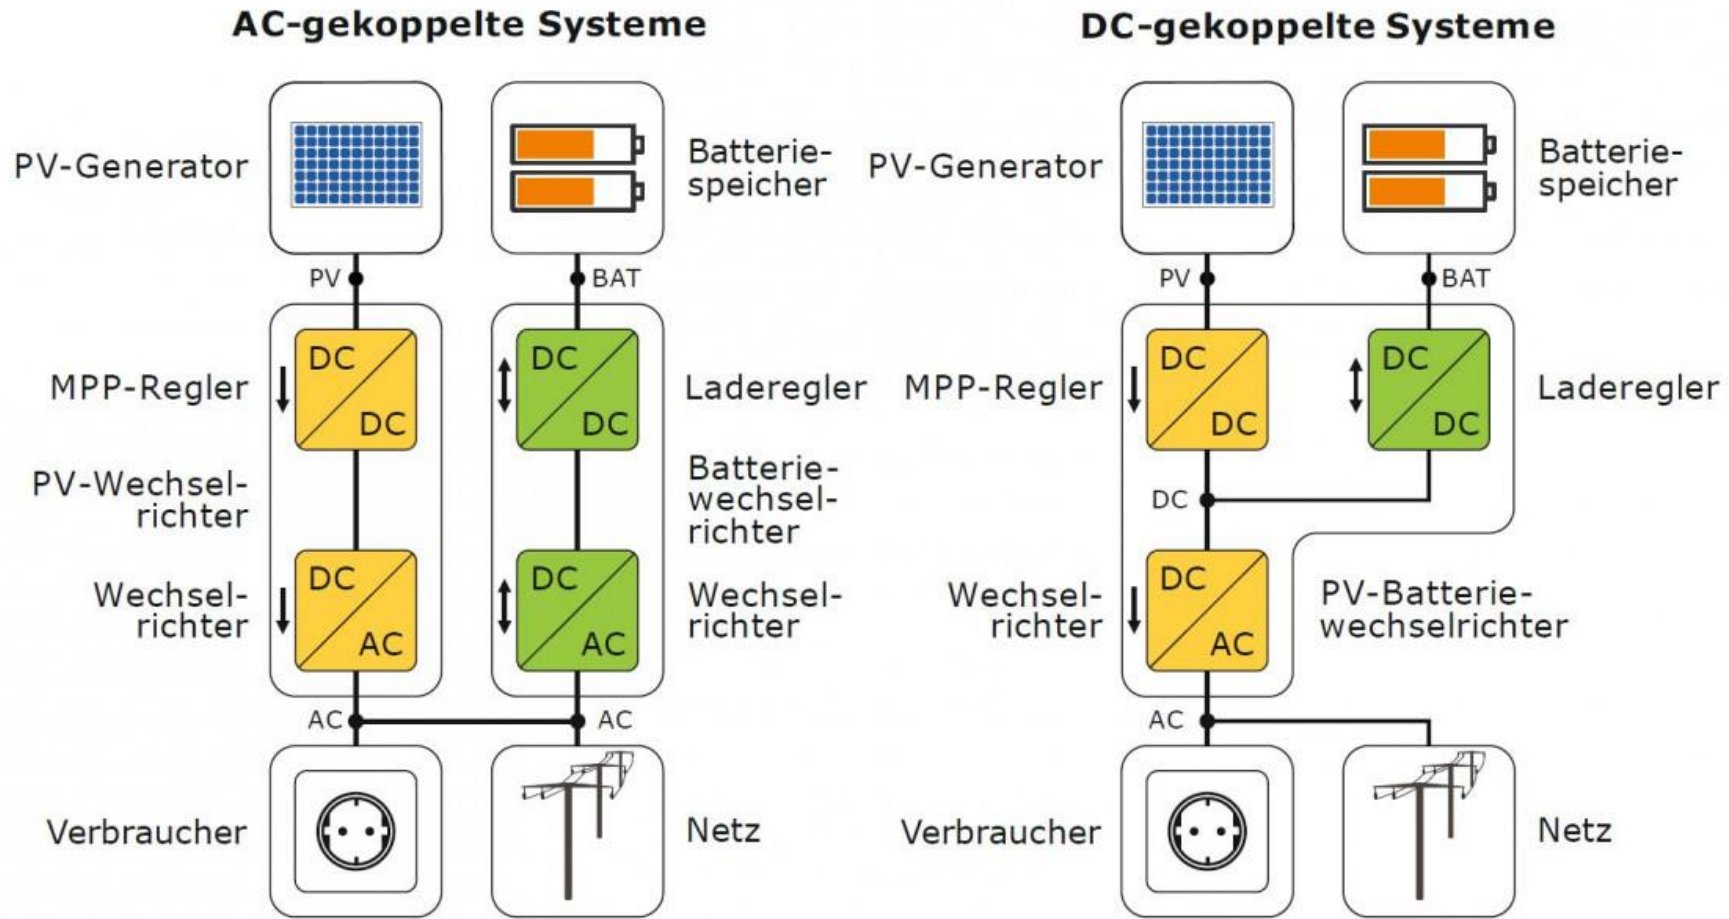 AC-gekoppelte Systeme
PV-Generator
Batterie-
speicher
PV
BAT
MPP-Regler
DC
DC
DC
DC
Laderegler
PV-Wechsel-
richter
Batterie-
wechsel-
richter
Wechsel-
richter
DC
AC
DC
AC
Wechsel-
richter
AC
AC
Verbraucher
Netz
DC-gekoppelte Systeme
PV-Generator
Batterie-
speicher
PV
BAT
MPP-Regler
DC
DC
DC
DC
Laderegler
DC
Wechsel-
richter
DC
AC
PV-Batterie-
wechselrichter
AC
Verbraucher
Netz